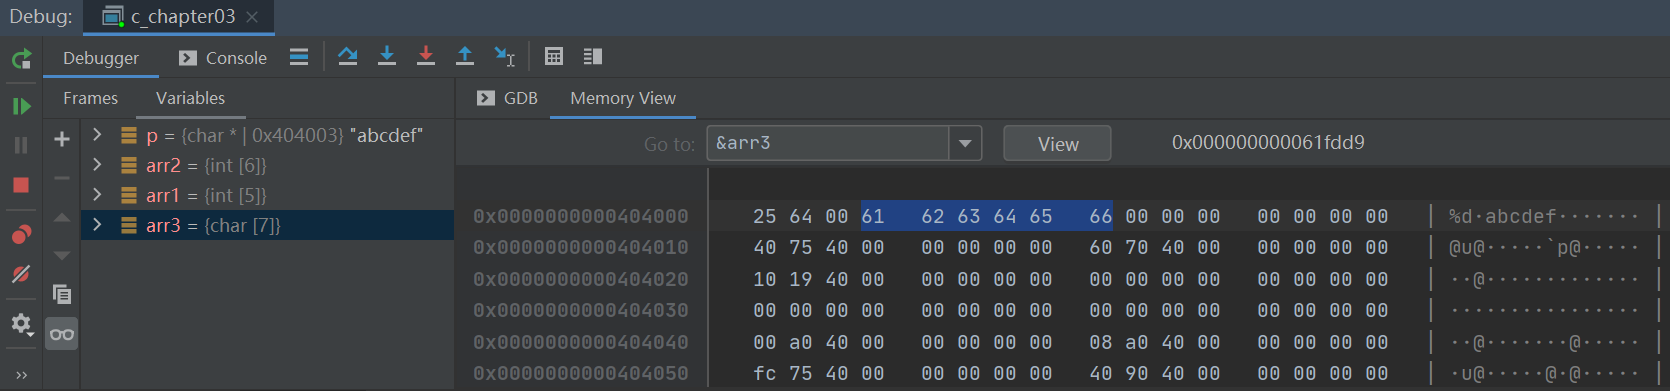 Debug: c_chapter03 ×
Debugger Console
Frames Variables
GDB Memory View
p = {char * | 0x404003} "abcdef"
arr2 = {int [6]}
arr1 = {int [5]}
arr3 = {char [7]}
Go to: &arr3 View 0x000000000061fdd9
0x0000000000404000 25 64 00 61 62 63 64 65 66 00 00 00 00 00 00 00 | %d·abcdef······· |
0x0000000000404010 40 75 40 00 00 00 00 00 60 70 40 00 00 00 00 00 | @u@·····`p@····· |
0x0000000000404020 10 19 40 00 00 00 00 00 00 00 00 00 00 00 00 00 | ··@············· |
0x0000000000404030 00 00 00 00 00 00 00 00 00 00 00 00 00 00 00 00 | ················ |
0x0000000000404040 00 a0 40 00 00 00 00 00 08 a0 40 00 00 00 00 00 | ··@·······@····· |
0x0000000000404050 fc 75 40 00 00 00 00 00 40 90 40 00 00 00 00 00 | ·u@·····@·@····· |